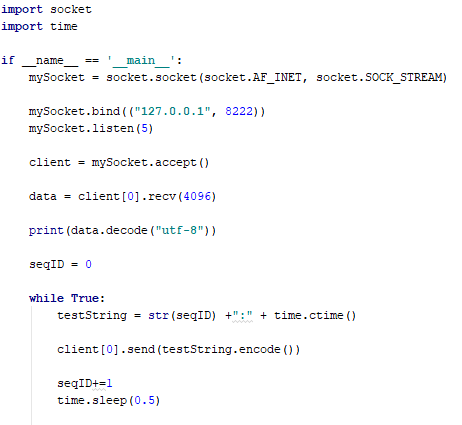 import socket
import time
if __name__ == '__main__':
mySocket = socket.socket(socket.AF_INET, socket.SOCK_STREAM)
mySocket.bind(("127.0.0.1", 8222))
mySocket.listen(5)
client = mySocket.accept()
data = client[0].recv(4096)
print(data.decode("utf-8"))
seqID = 0
while True:
testString = str(seqID) +":" + time.ctime()
client[0].send(testString.encode())
seqID+=1
time.sleep(0.5)